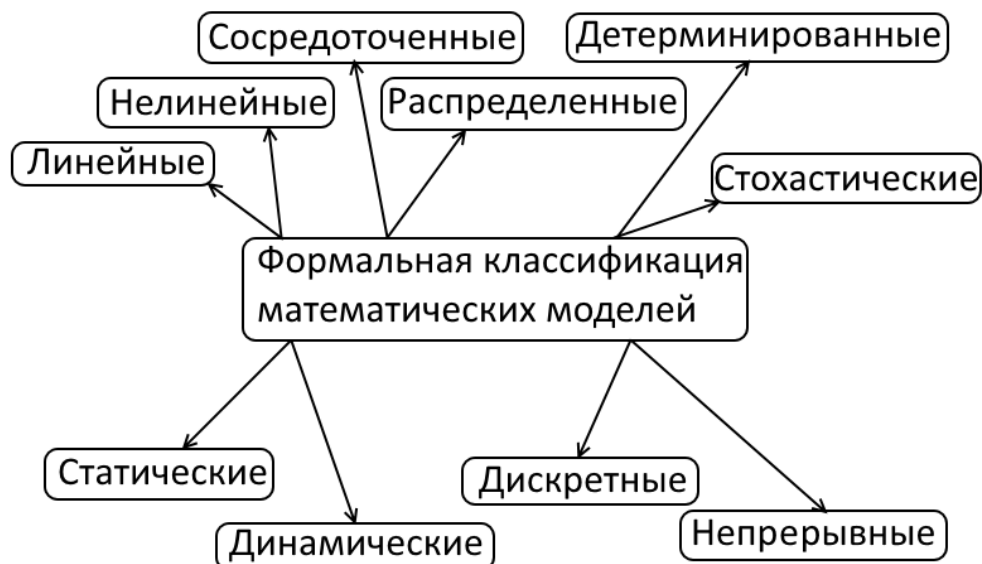 Сосредоточенные
Детерминированные
Нелинейные
Распределенные
Линейные
Стохастические
Формальная классификация
математических моделей
Статические
Дискретные
Динамические
Непрерывные